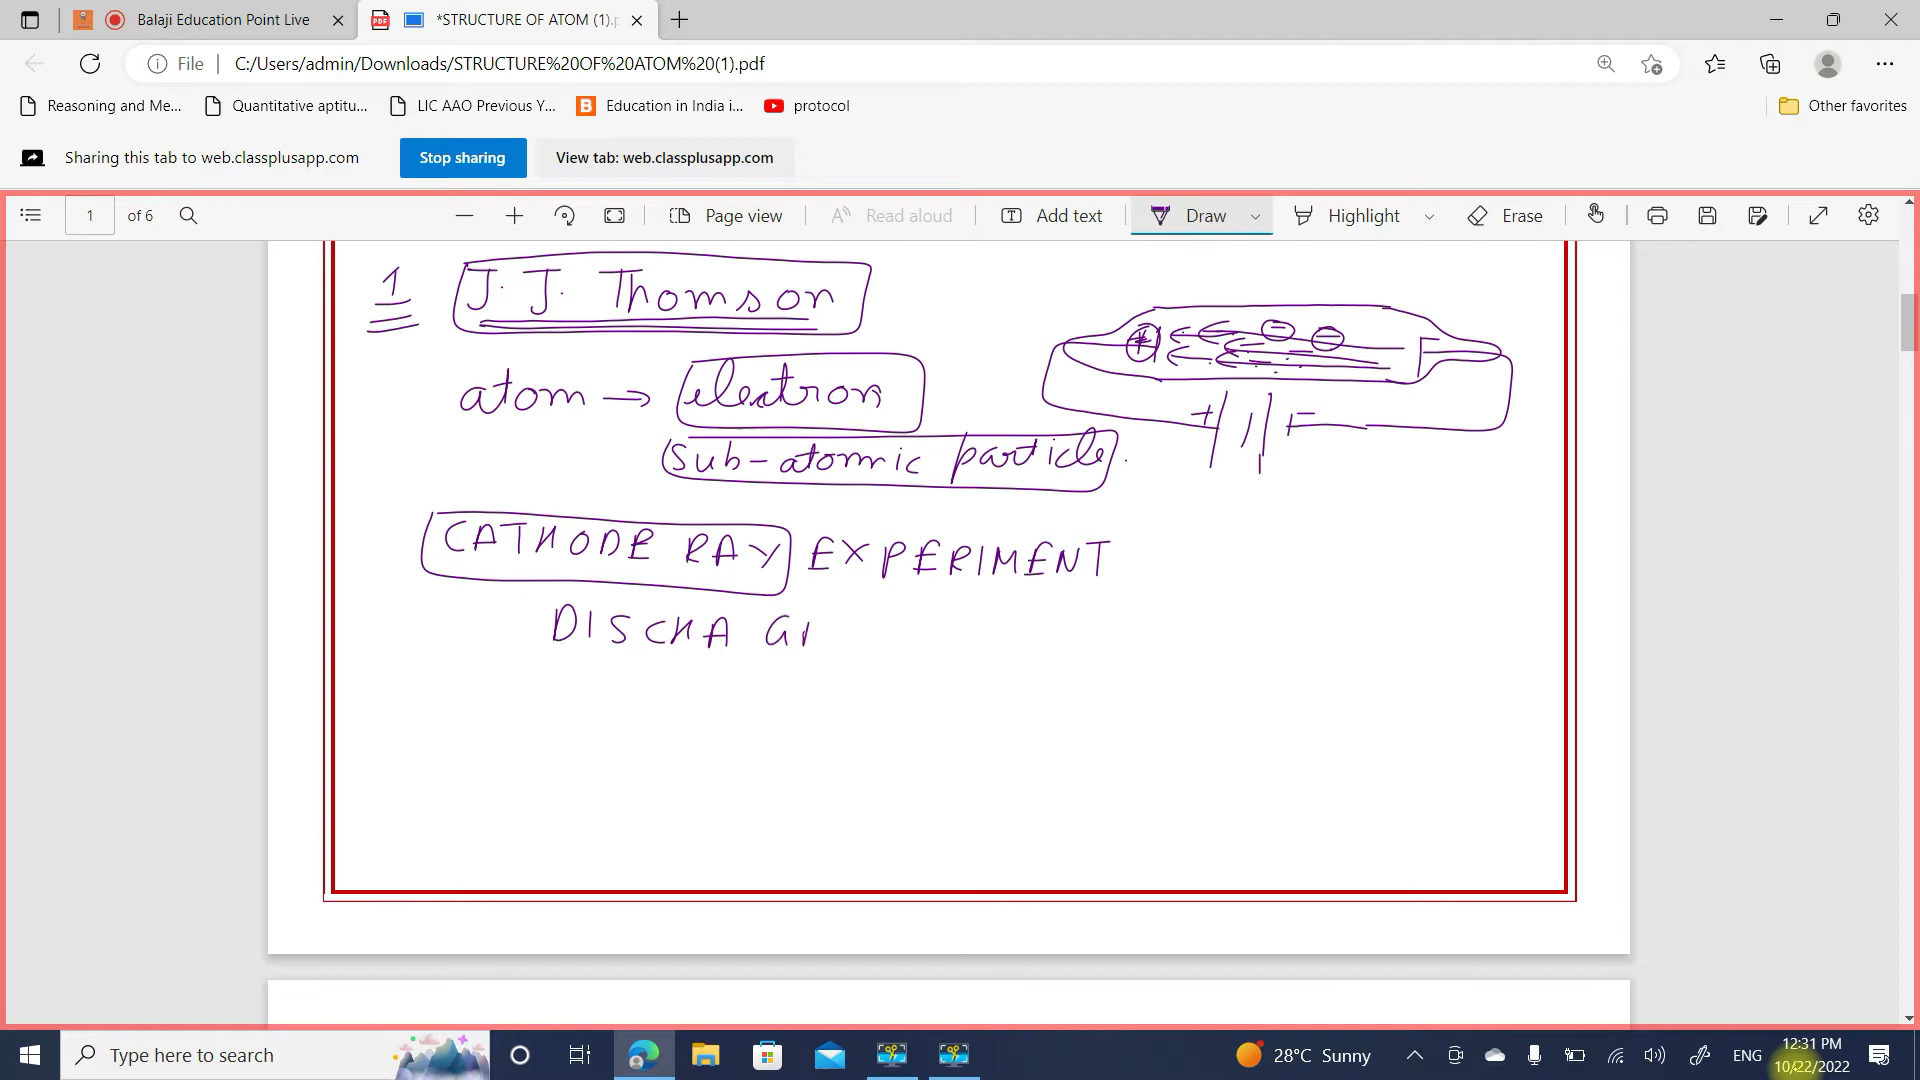 Balaji Education Point Live
*STRUCTURE OF ATOM (1).p
File
C:/Users/admin/Downloads/STRUCTURE%20OF%20ATOM%20(1).pdf
Reasoning and Me...
Quantitative aptitu...
LIC AAO Previous Y...
Education in India i...
protocol
Other favorites
Sharing this tab to web.classplusapp.com
Stop sharing
View tab: web.classplusapp.com
1 of 6
Page view
Read aloud
Add text
Draw
Highlight
Erase
1 J. J. Thomson
atom → electron
sub-atomic particle.
+ -
CATHODE RAY EXPERIMENT
DISCHA
Type here to search
28°C Sunny
ENG
12:31 PM
10/22/2022